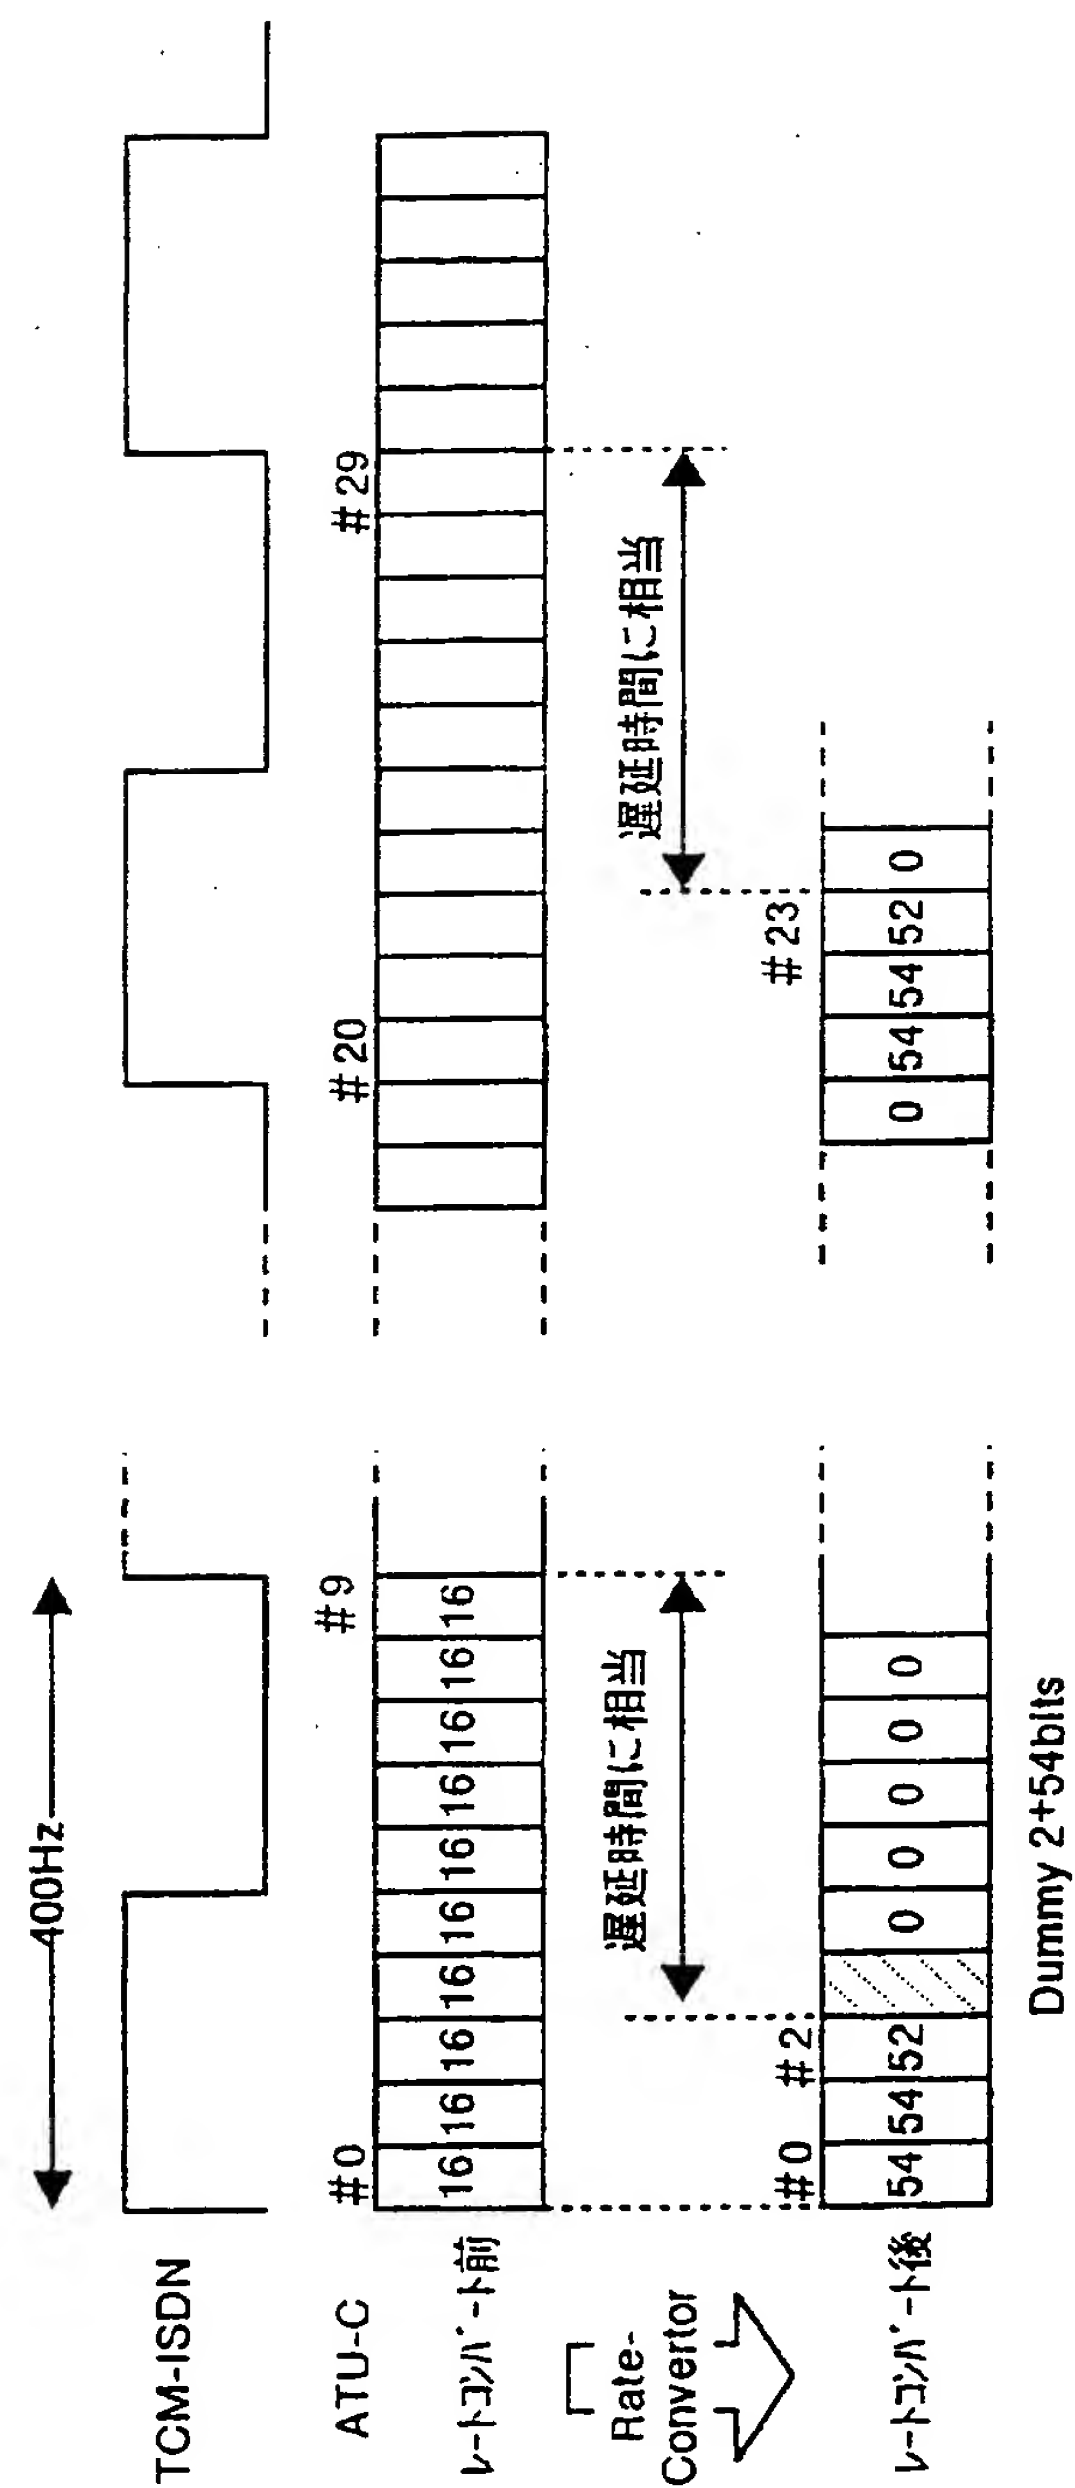 400Hz
TCM-ISDN
ATU-C
#0
#9
#20
#29
レートコンバート前
16 16 16 16 16 16 16 16 16 16
Rate-
Convertor
遅延時間に相当
遅延時間に相当
#0
#2
#23
レートコンバート後
54 54 52 0 0 0 0 0
0 54 54 52 0
Dummy 2+54bits